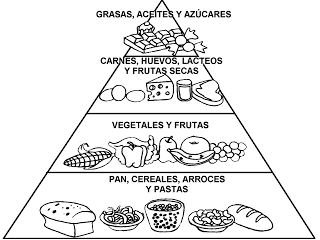 GRASAS, ACEITES Y AZÚCARES
CARNES, HUEVOS, LACTEOS
Y FRUTAS SECAS
VEGETALES Y FRUTAS
PAN, CEREALES, ARROCES
Y PASTAS